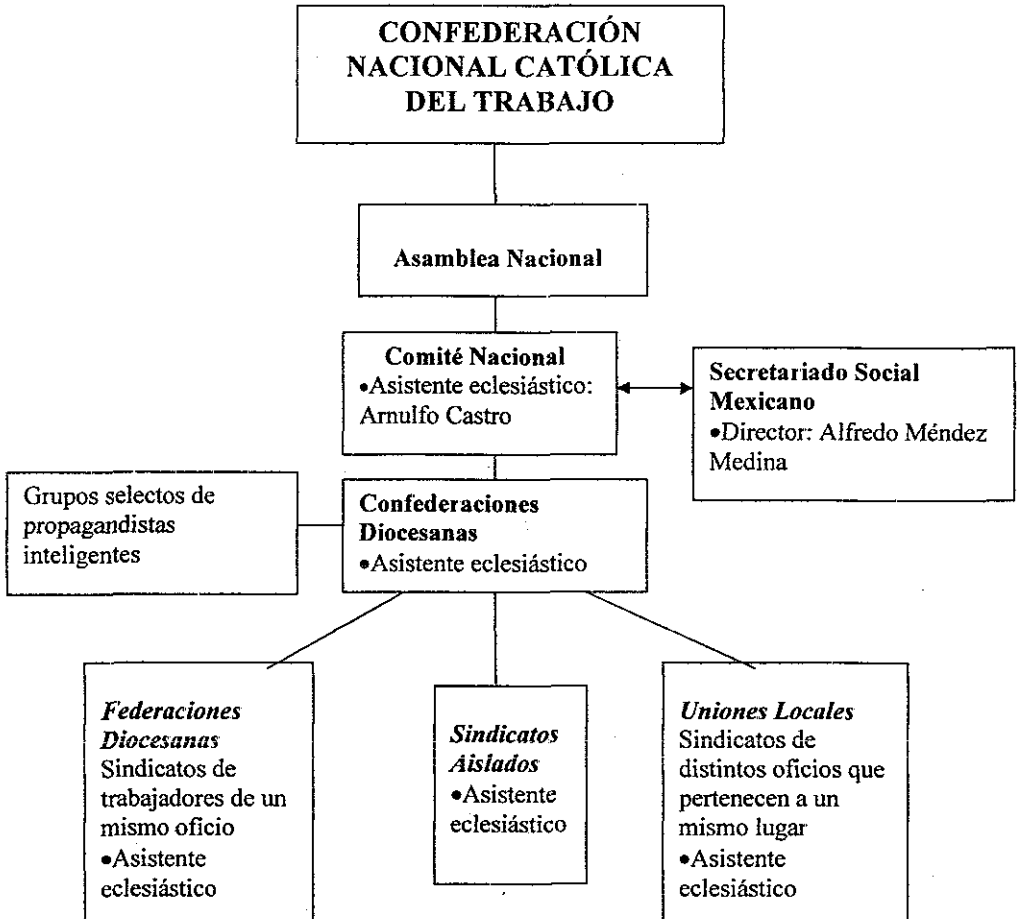 CONFEDERACIÓN
NACIONAL CATÓLICA
DEL TRABAJO
Asamblea Nacional
Comité Nacional
•Asistente eclesiástico:
Arnulfo Castro
Secretariado Social
Mexicano
•Director: Alfredo Méndez
Medina
Grupos selectos de
propagandistas
inteligentes
Confederaciones
Diocesanas
•Asistente eclesiástico
Federaciones
Diocesanas
Sindicatos de
trabajadores de un
mismo oficio
•Asistente
eclesiástico
Sindicatos
Aislados
•Asistente
eclesiástico
Uniones Locales
Sindicatos de
distintos oficios que
pertenecen a un
mismo lugar
•Asistente
eclesiástico